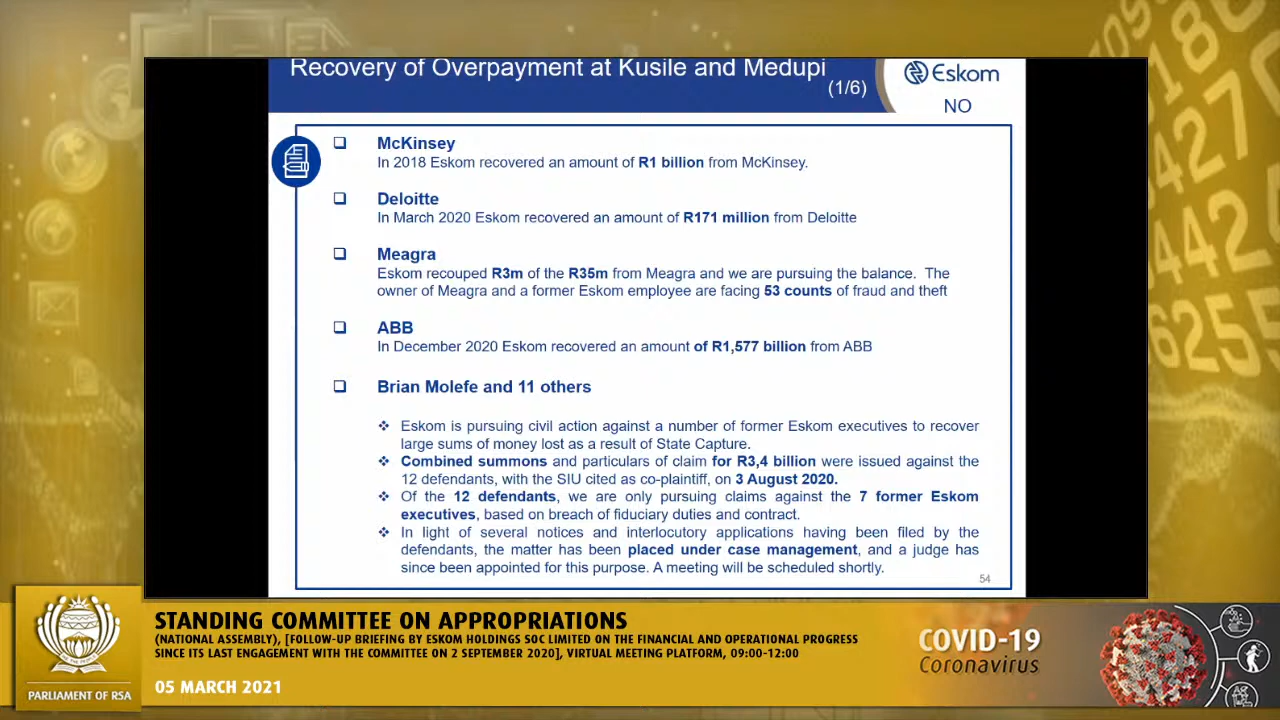 Recovery of Overpayment at Kusile and Medupi
(1/6)
Eskom
NO
McKinsey
In 2018 Eskom recovered an amount of R1 billion from McKinsey.
Deloitte
In March 2020 Eskom recovered an amount of R171 million from Deloitte
Meagra
Eskom recouped R3m of the R35m from Meagra and we are pursuing the balance. The
owner of Meagra and a former Eskom employee are facing 53 counts of fraud and theft
ABB
In December 2020 Eskom recovered an amount of R1,577 billion from ABB
Brian Molefe and 11 others
Eskom is pursuing civil action against a number of former Eskom executives to recover
large sums of money lost as a result of State Capture.
Combined summons and particulars of claim for R3,4 billion were issued against the
12 defendants, with the SIU cited as co-plaintiff, on 3 August 2020.
Of the 12 defendants, we are only pursuing claims against the 7 former Eskom
executives, based on breach of fiduciary duties and contract.
In light of several notices and interlocutory applications having been filed by the
defendants, the matter has been placed under case management, and a judge has
since been appointed for this purpose. A meeting will be scheduled shortly.
54
STANDING COMMITTEE ON APPROPRIATIONS
(NATIONAL ASSEMBLY), [FOLLOW-UP BRIEFING BY ESKOM HOLDINGS SOC LIMITED ON THE FINANCIAL AND OPERATIONAL PROGRESS
SINCE ITS LAST ENGAGEMENT WITH THE COMMITTEE ON 2 SEPTEMBER 2020], VIRTUAL MEETING PLATFORM, 09:00-12:00
05 MARCH 2021
PARLIAMENT OF RSA
COVID-19
Coronavirus